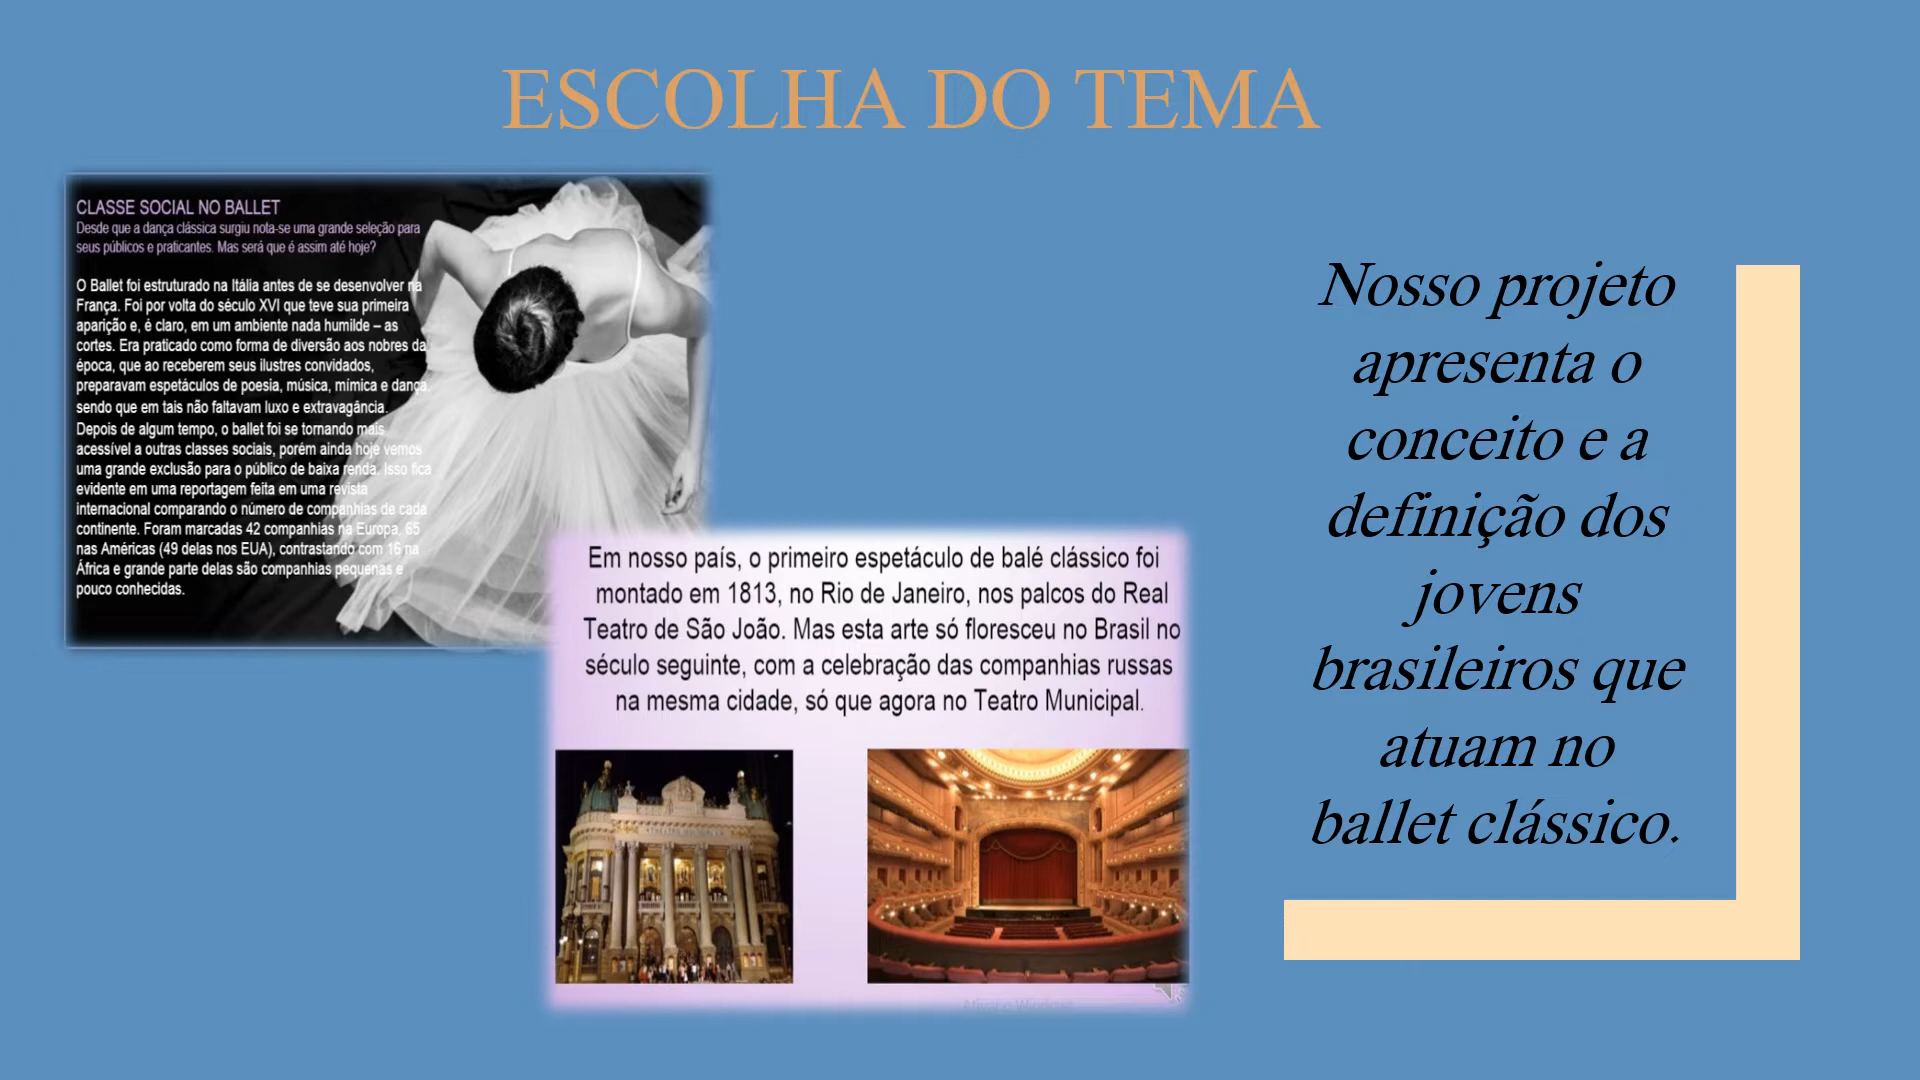 ESCOLHA DO TEMA
CLASSE SOCIAL NO BALLET
Desde que a dança clássica surgiu nota-se uma grande seleção para
seus públicos e praticantes. Mas será que é assim até hoje?
O Ballet foi estruturado na Itália antes de se desenvolver na
França. Foi por volta do século XVI que teve sua primeira
aparição e, é claro, em um ambiente nada humilde – as
cortes. Era praticado como forma de diversão aos nobres da
época, que ao receberem seus ilustres convidados,
preparavam espetáculos de poesia, música, mímica e dança,
sendo que em tais não faltavam luxo e extravagância.
Depois de algum tempo, o ballet foi se tornando mais
acessível a outras classes sociais, porém ainda hoje vemos
uma grande exclusão para o público de baixa renda. Isso fica
evidente em uma reportagem feita em uma revista
internacional comparando o número de companhias de cada
continente. Foram marcadas 42 companhias na Europa, 65
nas Américas (49 delas nos EUA), contrastando com 16 na
África e grande parte delas são companhias pequenas e
pouco conhecidas.
Em nosso país, o primeiro espetáculo de balé clássico foi
montado em 1813, no Rio de Janeiro, nos palcos do Real
Teatro de São João. Mas esta arte só floresceu no Brasil no
século seguinte, com a celebração das companhias russas
na mesma cidade, só que agora no Teatro Municipal.
Nosso projeto
apresenta o
conceito e a
definição dos
jovens
brasileiros que
atuam no
ballet clássico.